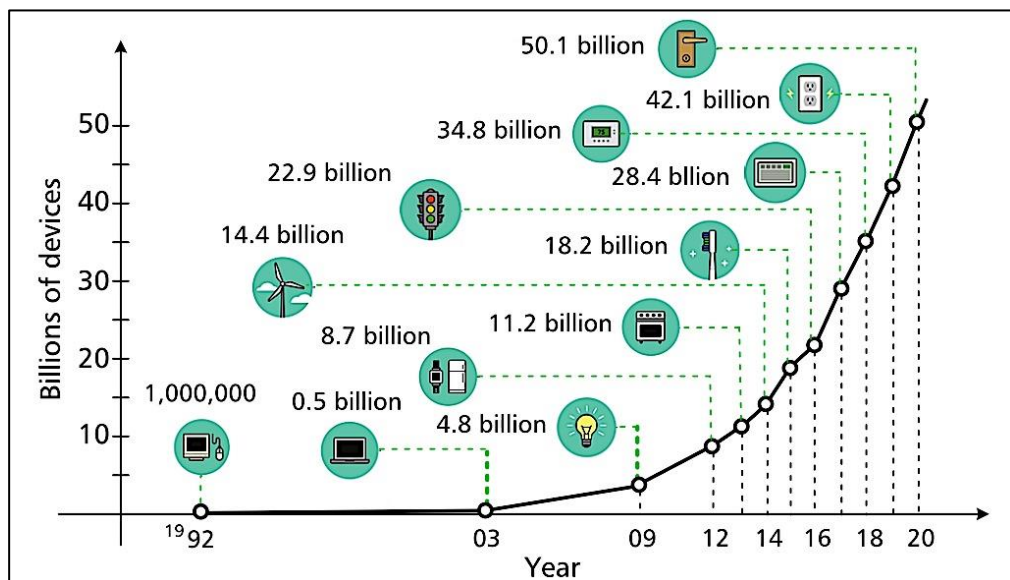 50.1 billion
42.1 billion
34.8 billion
28.4 bllion
22.9 billion
18.2 billion
14.4 billion
11.2 billion
8.7 billion
4.8 billion
0.5 billion
1,000,000
Billions of devices
50
40
30
20
10
1992
03
09
12
14
16
18
20
Year
75